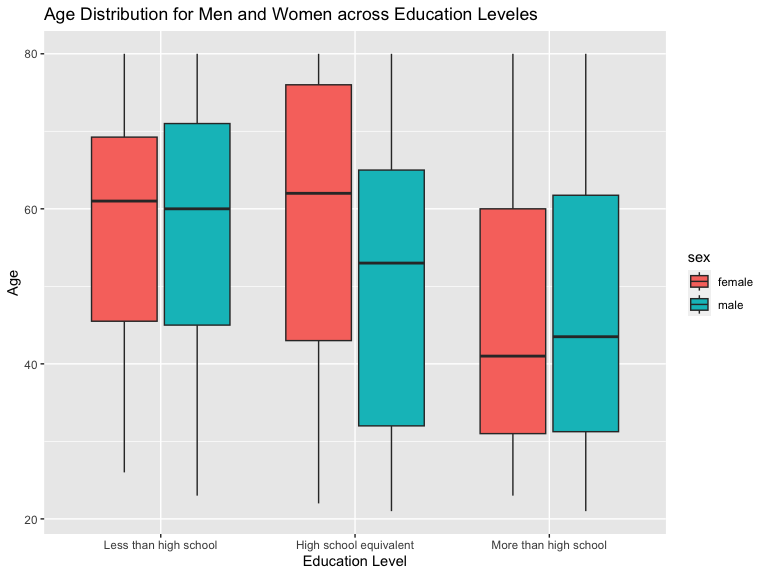 Age Distribution for Men and Women across Education Leveles
80
60
40
20
Age
Less than high school
High school equivalent
More than high school
Education Level
sex
female
male